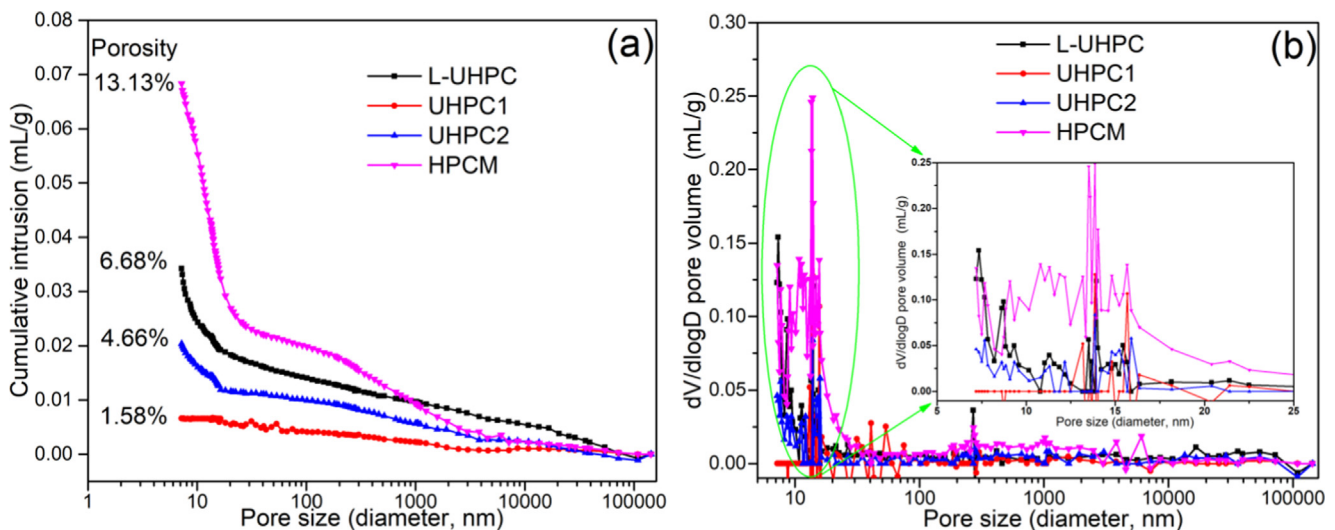 (a)
Porosity
13.13%
6.68%
4.66%
1.58%
L-UHPC
UHPC1
UHPC2
HPCM
Cumulative intrusion (mL/g)
0.08
0.07
0.06
0.05
0.04
0.03
0.02
0.01
0.00
1 10 100 1000 10000 100000
Pore size (diameter, nm)
(b)
L-UHPC
UHPC1
UHPC2
HPCM
dV/dlogD pore volume (mL/g)
0.30
0.25
0.20
0.15
0.10
0.05
0.00
10 100 1000 10000 100000
Pore size (diameter, nm)
dV/dlogD pore volume (mL/g)
0.25
0.20
0.15
0.10
0.05
0.00
5 10 15 20 25
Pore size (diameter, nm)